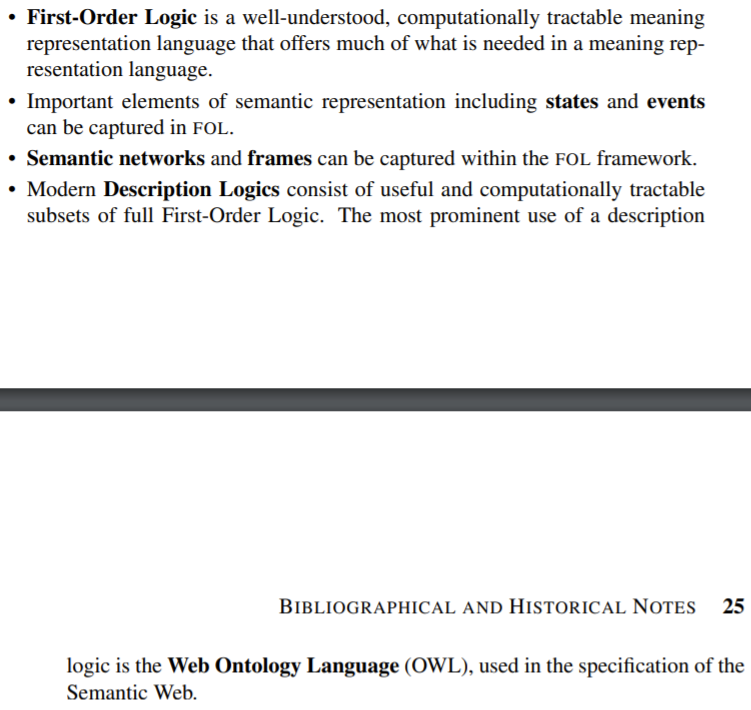 • First-Order Logic is a well-understood, computationally tractable meaning
representation language that offers much of what is needed in a meaning rep-
resentation language.
• Important elements of semantic representation including states and events
can be captured in FOL.
• Semantic networks and frames can be captured within the FOL framework.
• Modern Description Logics consist of useful and computationally tractable
subsets of full First-Order Logic. The most prominent use of a description
BIBLIOGRAPHICAL AND HISTORICAL NOTES 25
logic is the Web Ontology Language (OWL), used in the specification of the
Semantic Web.